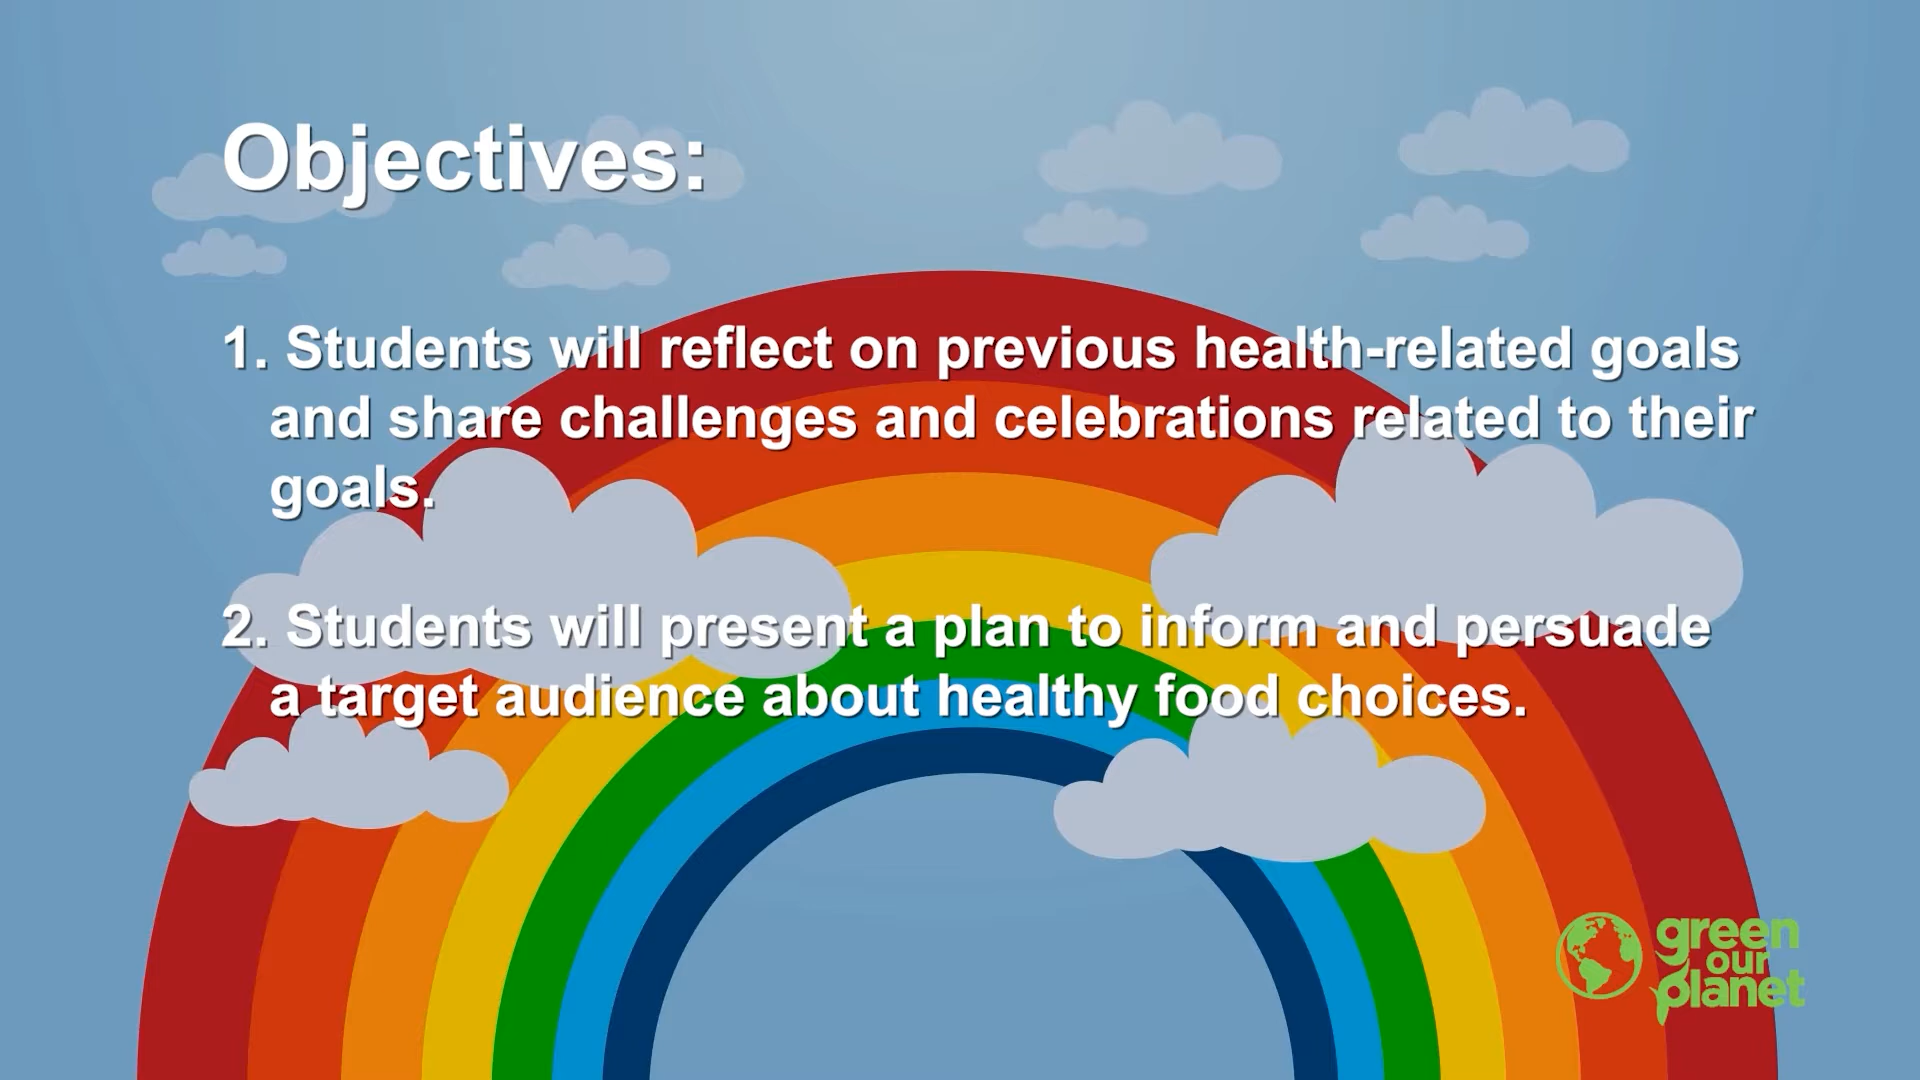 Objectives:
1. Students will reflect on previous health-related goals
and share challenges and celebrations related to their
goals.
2. Students will present a plan to inform and persuade
a target audience about healthy food choices.
green
our
planet